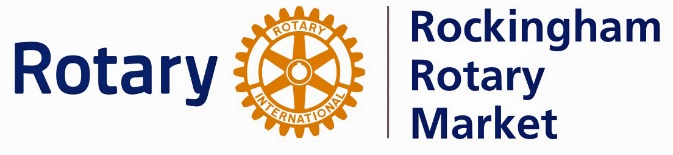 Rotary
ROTARY
INTERNATIONAL
Rockingham
Rotary
Market